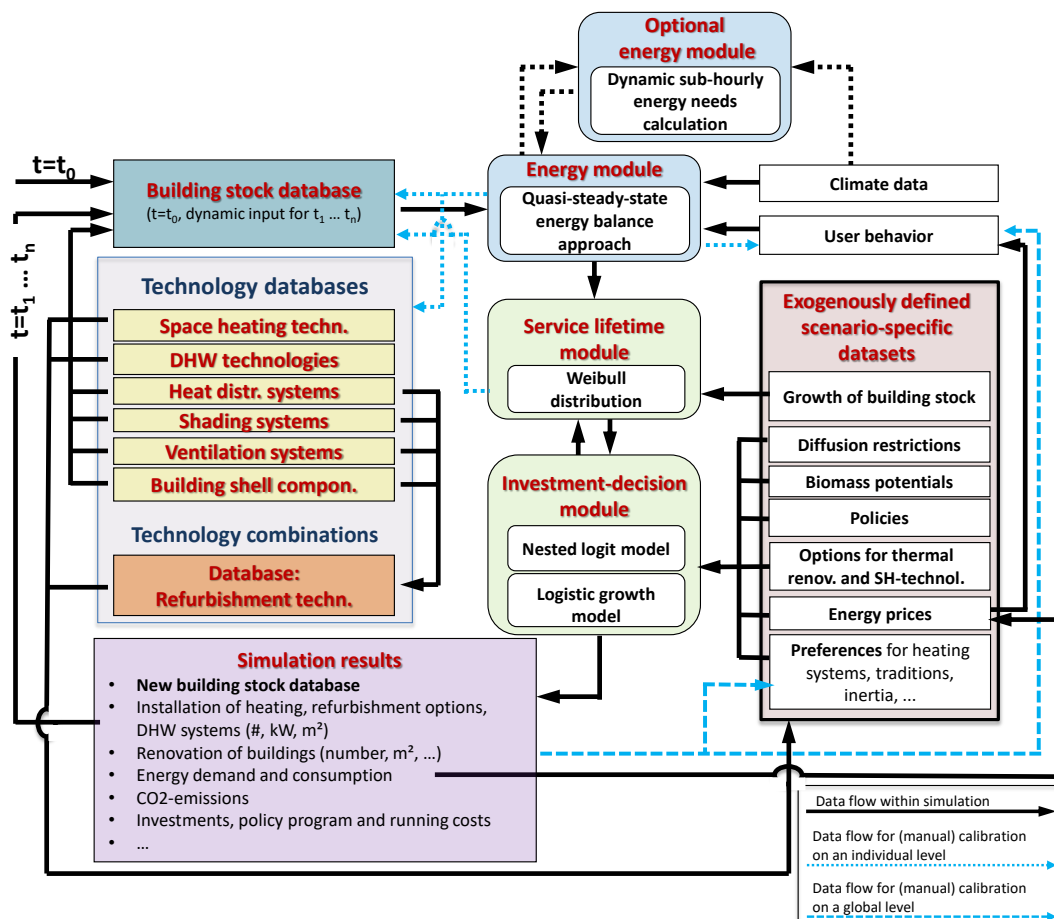 Optional
energy module
Dynamic sub-hourly
energy needs
calculation
t=t0
Building stock database
(t=t0, dynamic input for t1 ... tn)
Energy module
Quasi-steady-state
energy balance
approach
Climate data
User behavior
t=t1 ... tn
Technology databases
Space heating techn.
DHW technologies
Heat distr. systems
Shading systems
Ventilation systems
Building shell compon.
Technology combinations
Database:
Refurbishment techn.
Service lifetime
module
Weibull
distribution
Investment-decision
module
Nested logit model
Logistic growth
model
Exogenously defined
scenario-specific
datasets
Growth of building stock
Diffusion restrictions
Biomass potentials
Policies
Options for thermal
renov. and SH-technol.
Energy prices
Preferences for heating
systems, traditions,
inertia, ...
Simulation results
• New building stock database
• Installation of heating, refurbishment options,
DHW systems (#, kW, m²)
• Renovation of buildings (number, m², ...)
• Energy demand and consumption
• CO2-emissions
• Investments, policy program and running costs
• ...
Data flow within simulation
Data flow for (manual) calibration
on an individual level
Data flow for (manual) calibration
on a global level